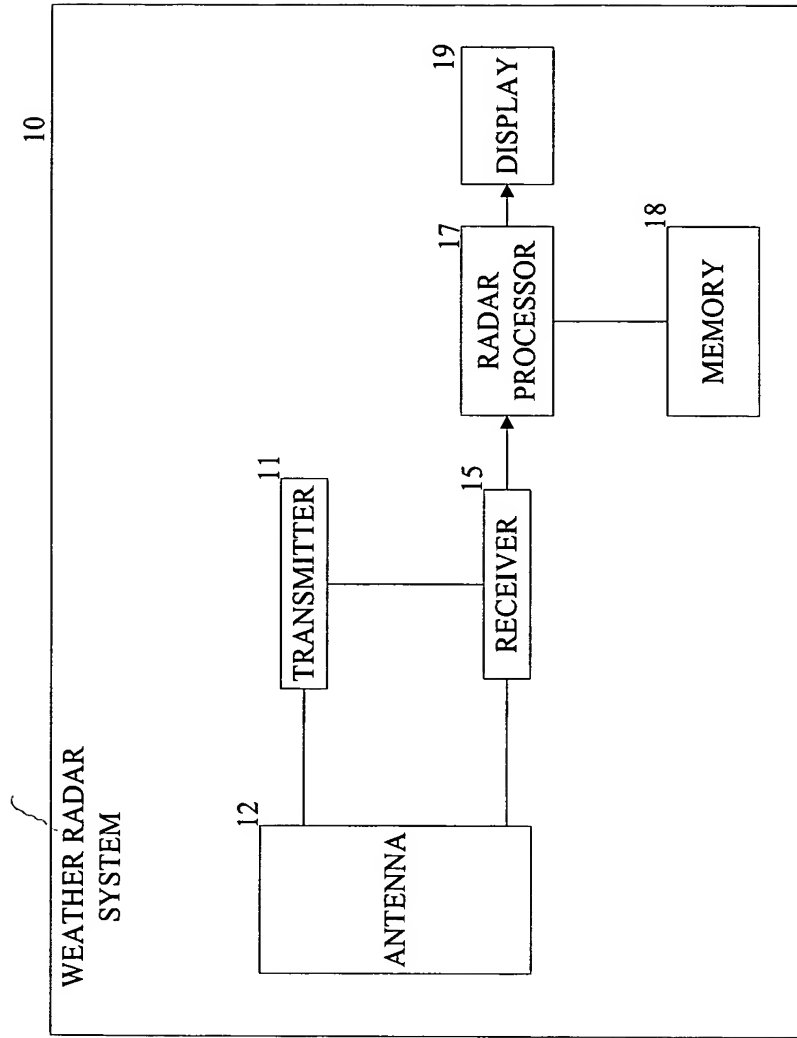 10
WEATHER RADAR
SYSTEM
12
ANTENNA
11
TRANSMITTER
15
RECEIVER
17
RADAR
PROCESSOR
19
DISPLAY
18
MEMORY